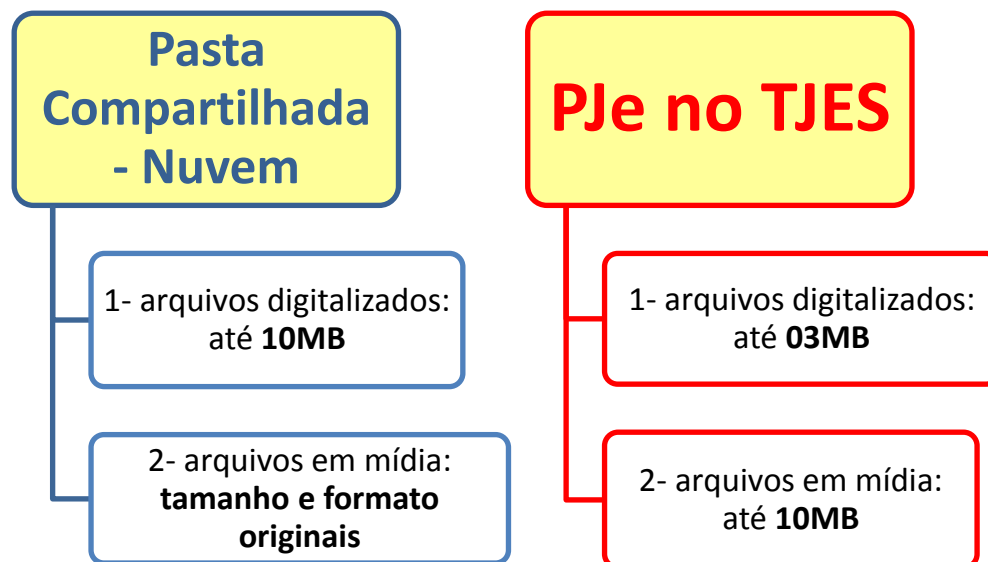 Pasta
Compartilhada
- Nuvem
1- arquivos digitalizados:
até 10MB
2- arquivos em mídia:
tamanho e formato
originais
PJe no TJES
1- arquivos digitalizados:
até 03MB
2- arquivos em mídia:
até 10MB